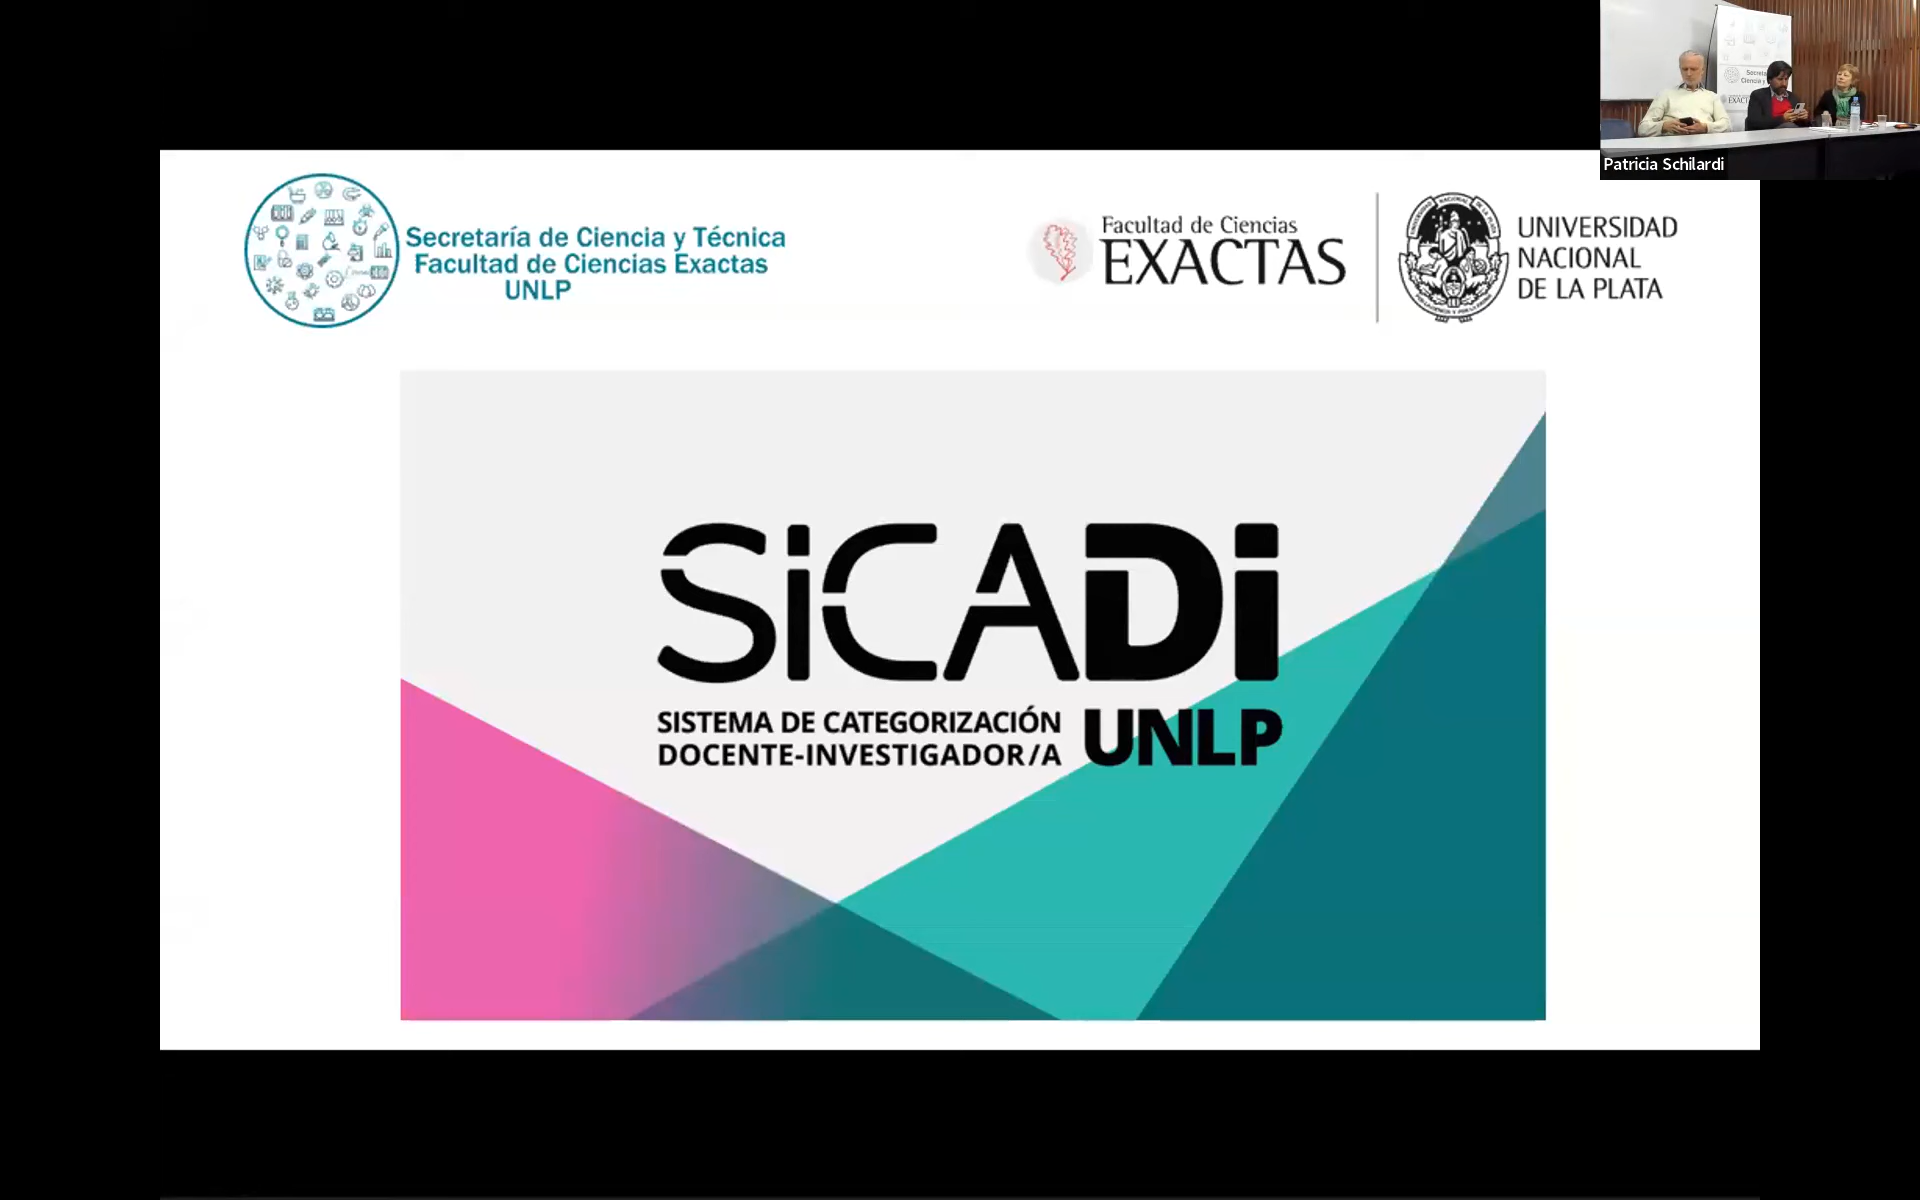 Secretaría de Ciencia y Técnica
Facultad de Ciencias Exactas
UNLP
Facultad de Ciencias
EXACTAS
UNIVERSIDAD
NACIONAL
DE LA PLATA
Patricia Schilardi
SiCADi
SISTEMA DE CATEGORIZACIÓN
DOCENTE-INVESTIGADOR/A
UNLP